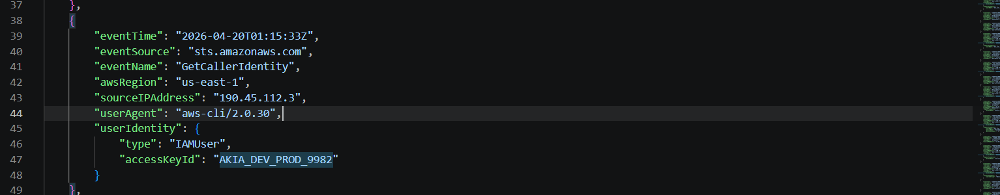 37 },
38 {
39 "eventTime": "2026-04-20T01:15:33Z",
40 "eventSource": "sts.amazonaws.com",
41 "eventName": "GetCallerIdentity",
42 "awsRegion": "us-east-1",
43 "sourceIPAddress": "190.45.112.3",
44 "userAgent": "aws-cli/2.0.30",
45 "userIdentity": {
46 "type": "IAMUser",
47 "accessKeyId": "AKIA_DEV_PROD_9982"
48 }
49 },